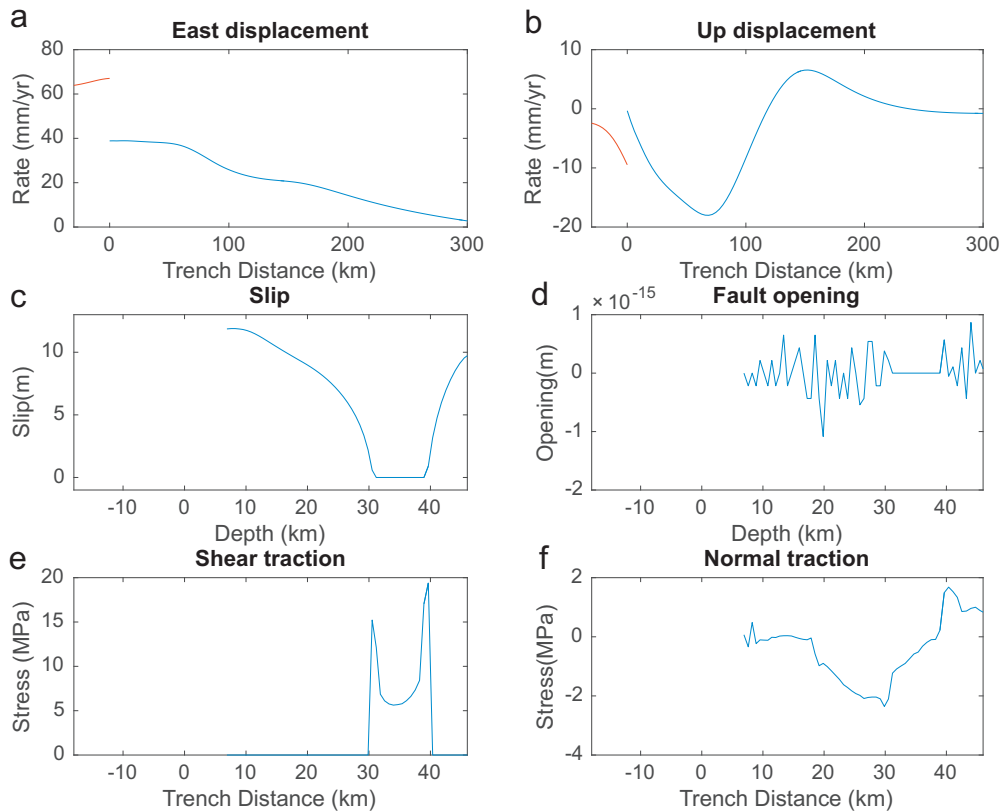 a
East displacement
80
60
40
20
0
Rate (mm/yr)
0 100 200 300
Trench Distance (km)
b
Up displacement
10
0
-10
-20
Rate (mm/yr)
0 100 200 300
Trench Distance (km)
c
Slip
10
5
0
Slip(m)
-10 0 10 20 30 40
Depth (km)
d
× 10⁻¹⁵
Fault opening
1
0
-1
-2
Opening(m)
-10 0 10 20 30 40
Depth (km)
e
Shear traction
20
15
10
5
0
Stress (MPa)
-10 0 10 20 30 40
Trench Distance (km)
f
Normal traction
2
0
-2
-4
Stress(MPa)
-10 0 10 20 30 40
Trench Distance (km)